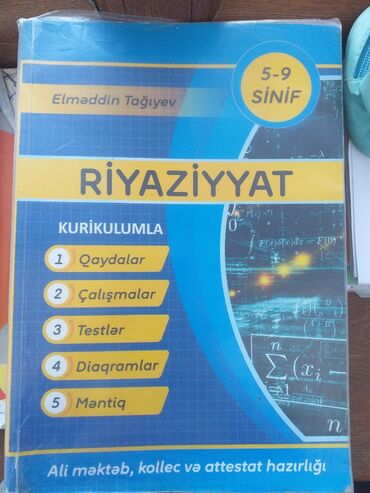 5-9
SİNİF
Elməddin Tağıyev
RİYAZİYYAT
KURİKULUMLA
1 Qaydalar
2 Çalışmalar
3 Testlər
4 Diaqramlar
5 Məntiq
Ali məktəb, kollec və attestat hazırlığı